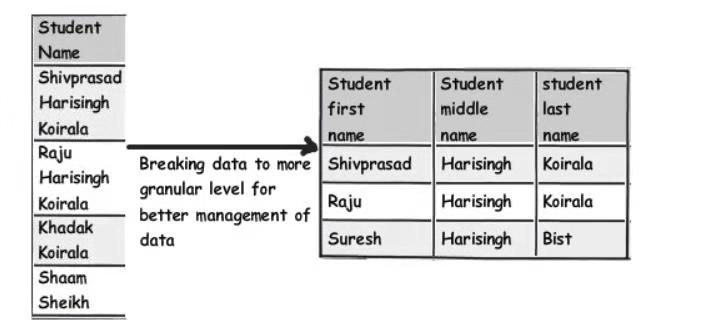 Student
Name
Shivprasad
Harisingh
Koirala
Raju
Harisingh
Koirala
Khadak
Koirala
Shaam
Sheikh
Breaking data to more
granular level for
better management of
data
Student first name
Student middle name
student last name
Shivprasad Harisingh Koirala
Raju Harisingh Koirala
Suresh Harisingh Bist